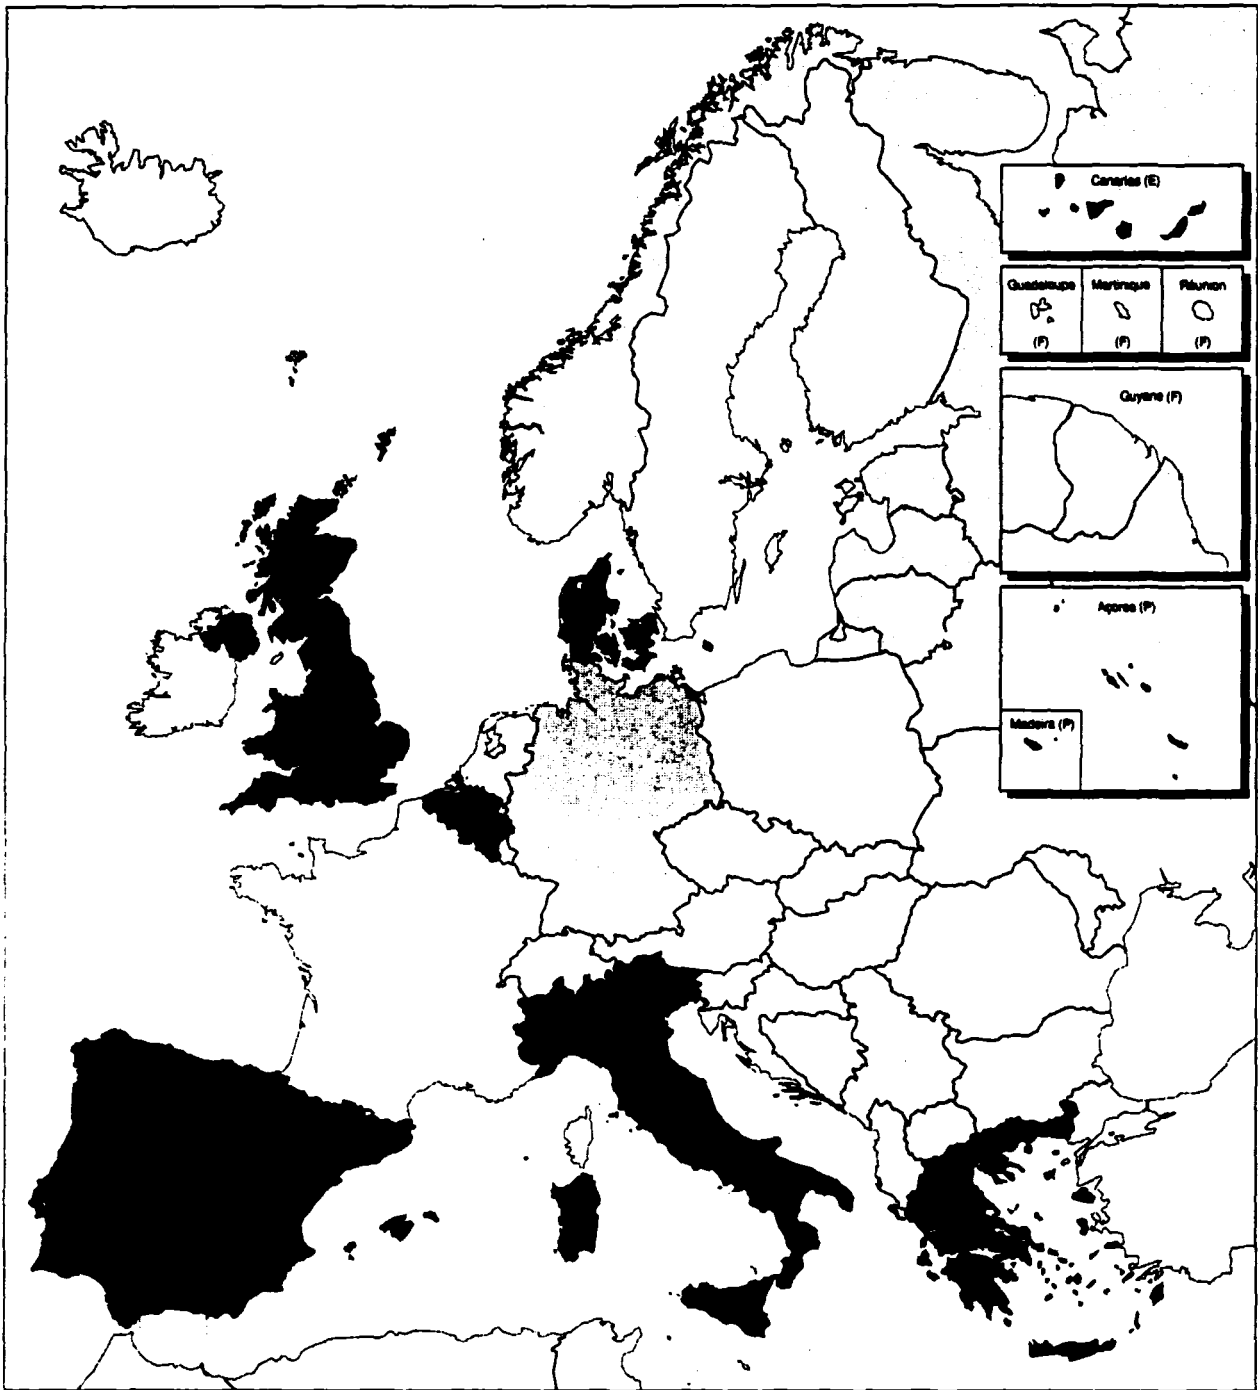 Canarias (E)
Guadeloupe Martinique Réunion
(F) (F) (F)
Guyane (F)
Açores (P)
Madeira (P)